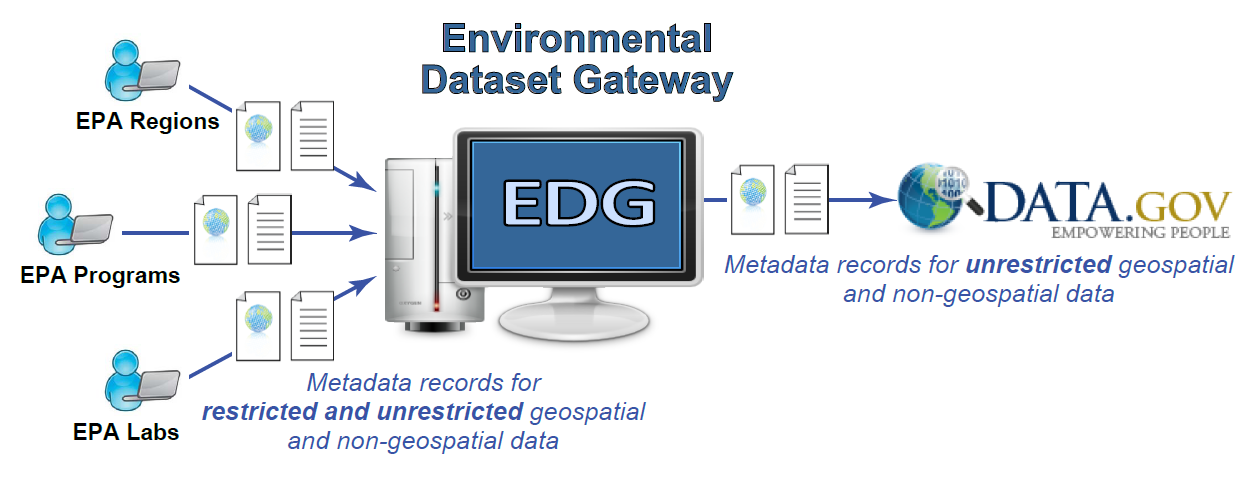 Environmental
Dataset Gateway
EPA Regions
EPA Programs
EPA Labs
EDG
Metadata records for
restricted and unrestricted geospatial
and non-geospatial data
DATA.GOV
EMPOWERING PEOPLE
Metadata records for unrestricted geospatial
and non-geospatial data